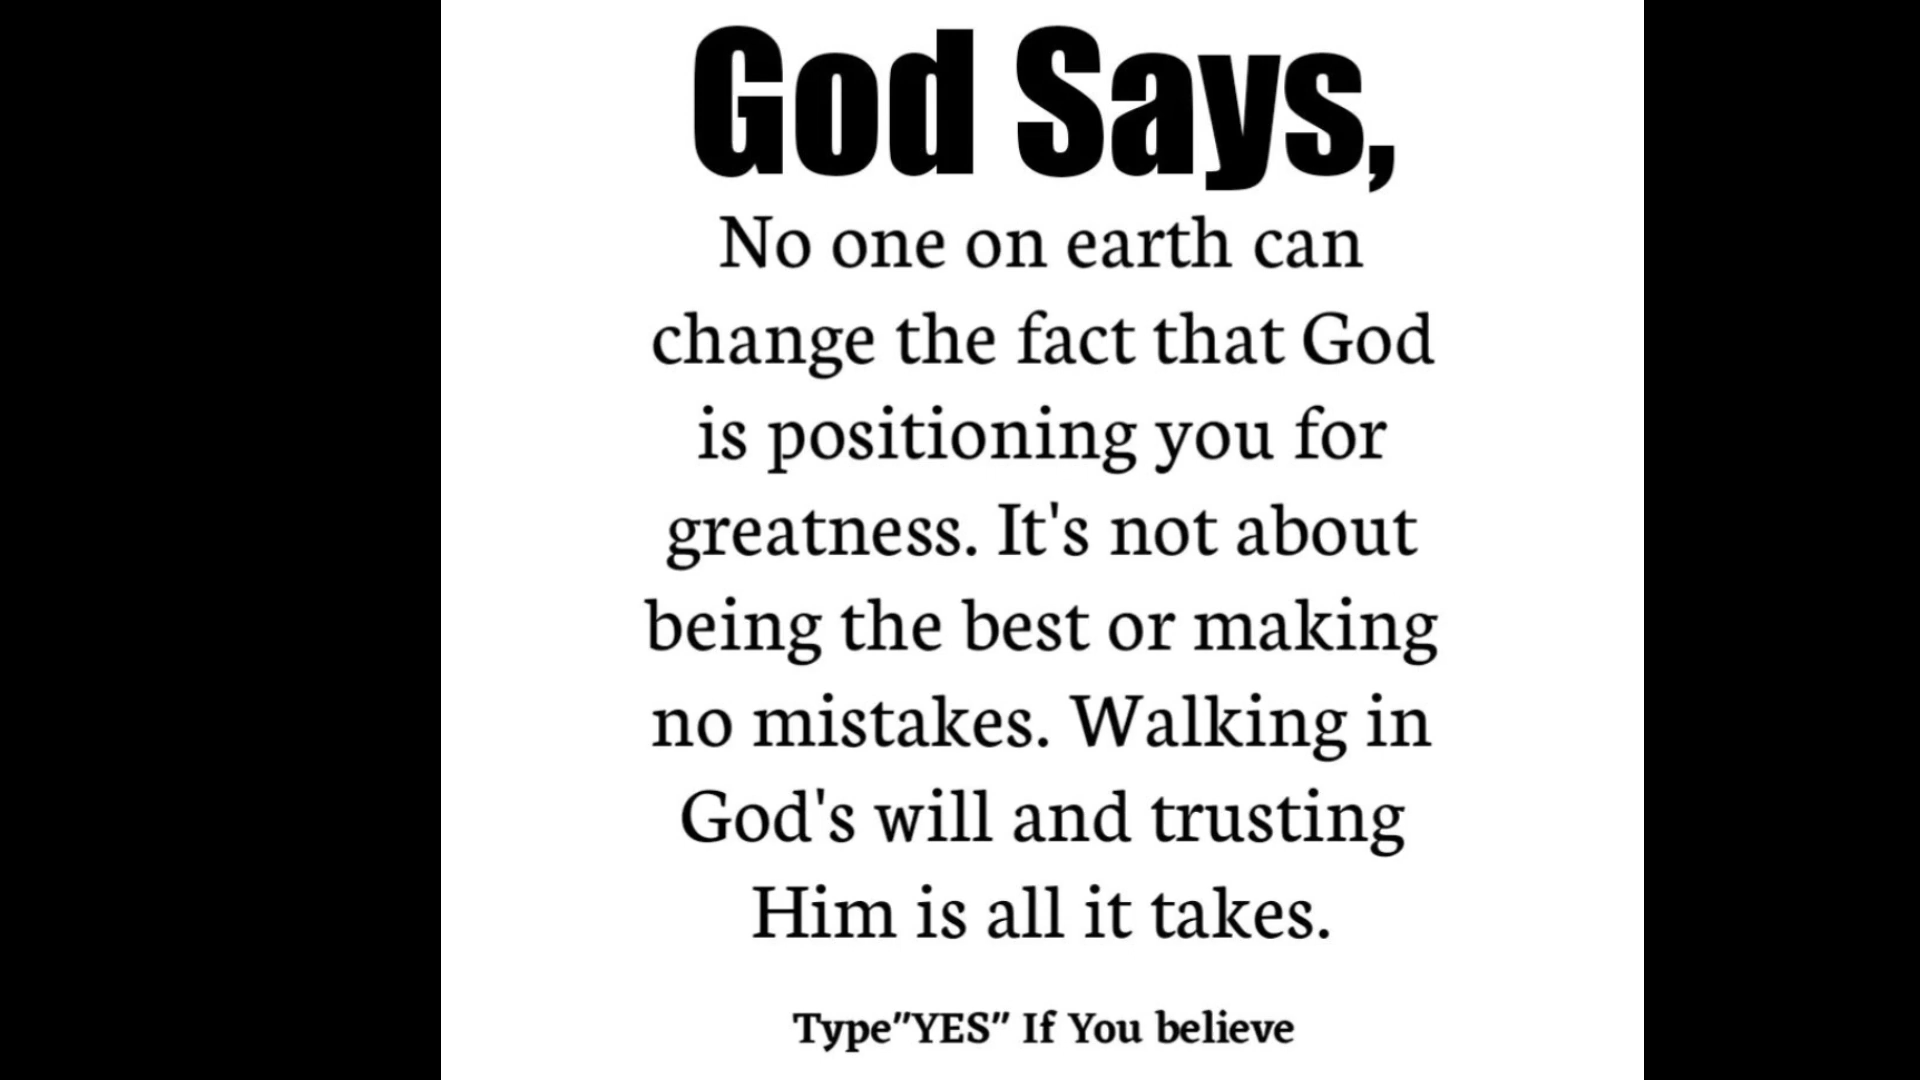 God Says,
No one on earth can
change the fact that God
is positioning you for
greatness. It's not about
being the best or making
no mistakes. Walking in
God's will and trusting
Him is all it takes.
Type"YES" If You believe